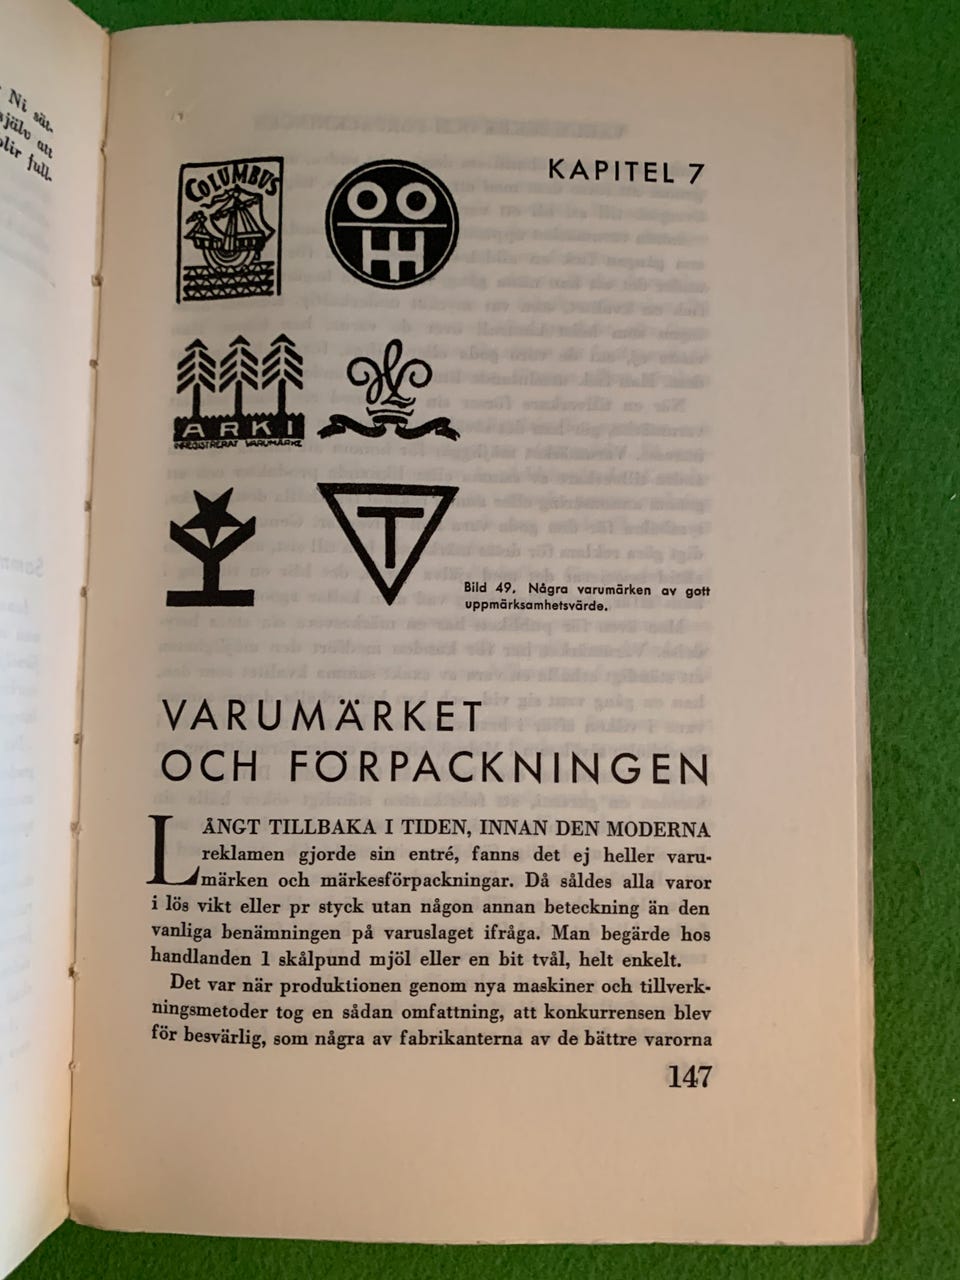 Ni sät-
själv att
blir full-
KAPITEL 7
COLUMBUS
ARKI
INREGISTRERAT VARUMÄRKE
HL
T
Bild 49. Några varumärken av gott
uppmärksamhetsvärde.
VARUMÄRKET
OCH FÖRPACKNINGEN
LÅNGT TILLBAKA I TIDEN, INNAN DEN MODERNA
reklamen gjorde sin entré, fanns det ej heller varu-
märken och märkesförpackningar. Då såldes alla varor
i lös vikt eller pr styck utan någon annan beteckning än den
vanliga benämningen på varuslaget ifråga. Man begärde hos
handlanden 1 skålpund mjöl eller en bit tvål, helt enkelt.
Det var när produktionen genom nya maskiner och tillverk-
ningsmetoder tog en sådan omfattning, att konkurrensen blev
för besvärlig, som några av fabrikanterna av de bättre varorna
147